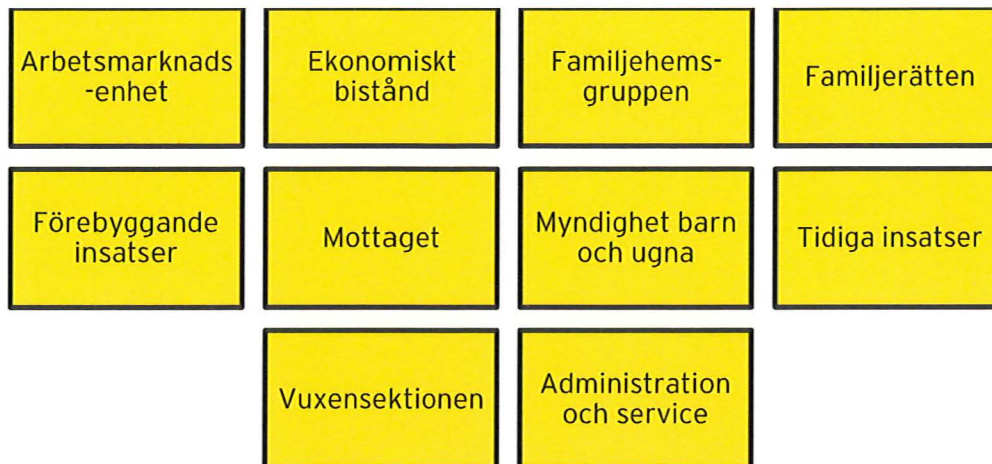 Arbetsmarknads
-enhet
Ekonomiskt
bistånd
Familjehems-
gruppen
Familjerätten
Förebyggande
insatser
Mottaget
Myndighet barn
och ugna
Tidiga insatser
Vuxensektionen
Administration
och service